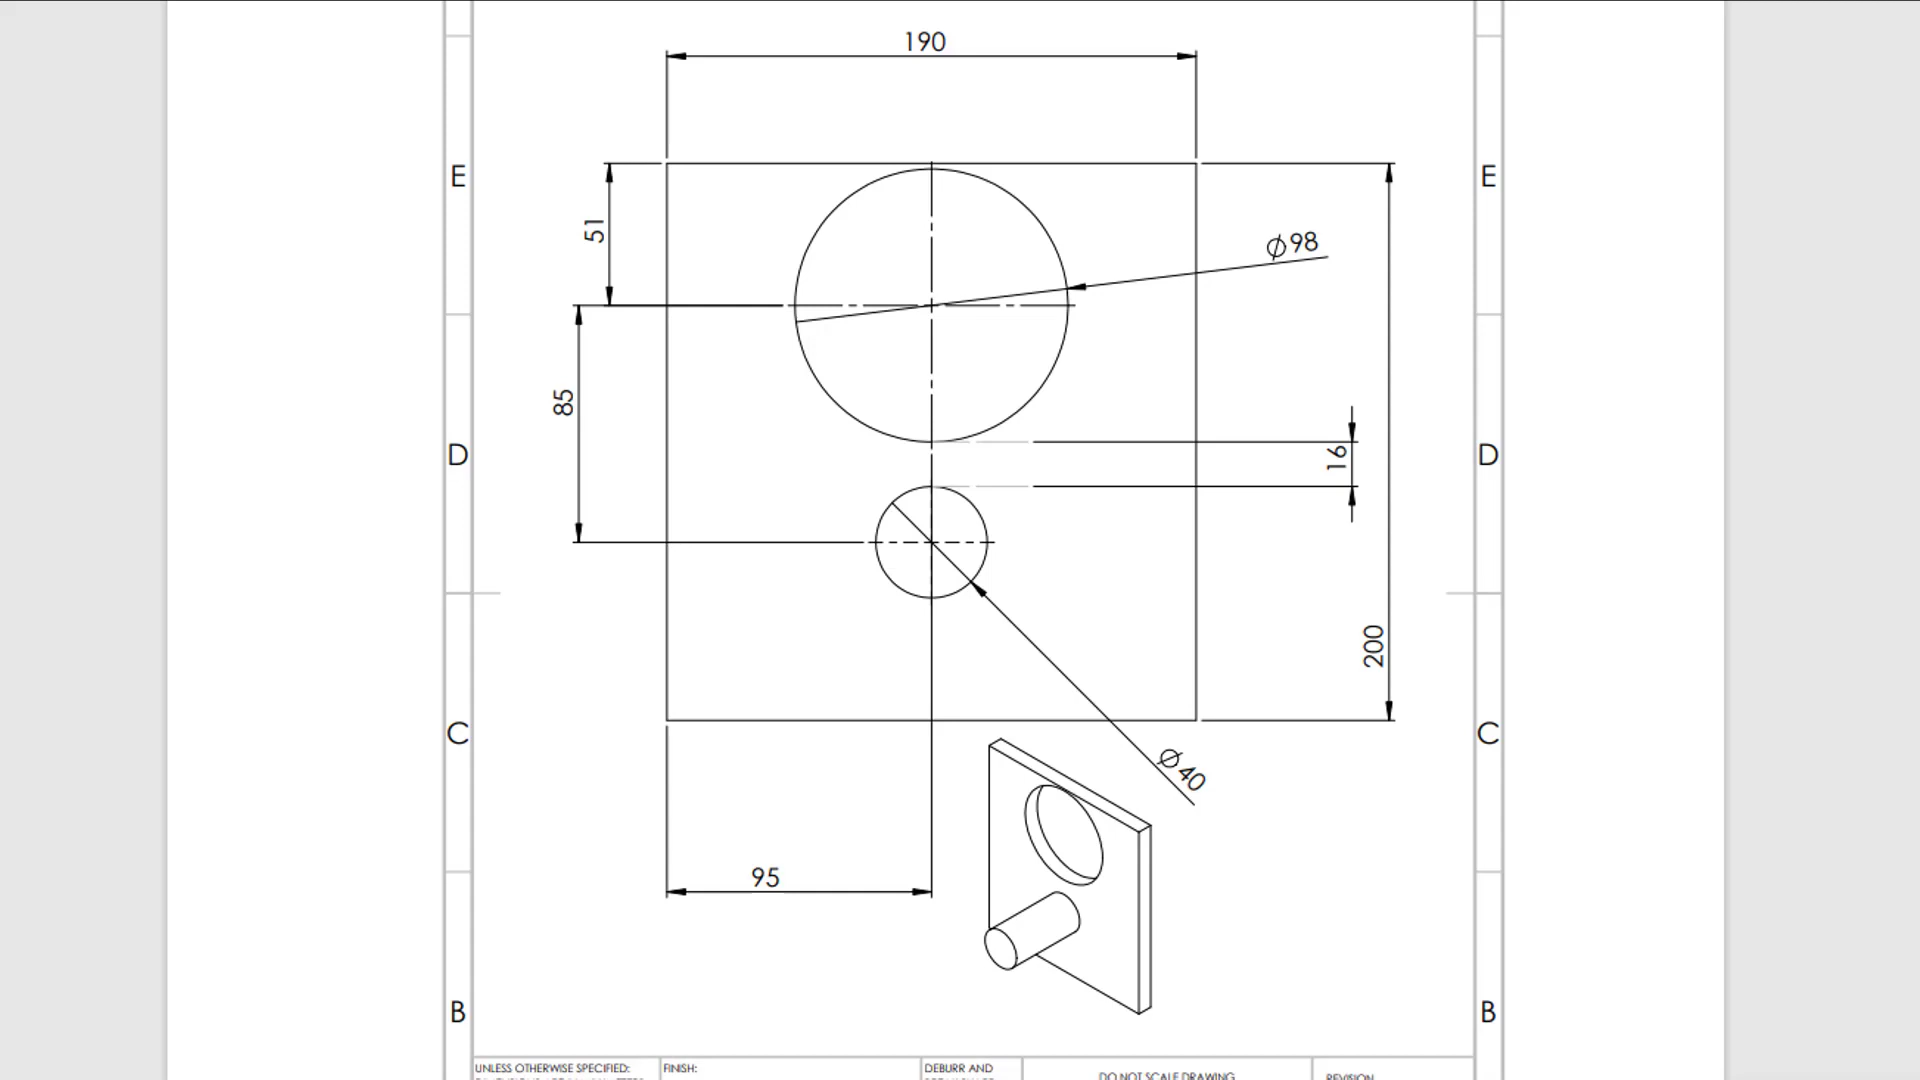 190
E
E
51
⌀98
85
D
D
16
200
C
C
⌀40
95
B
B
UNLESS OTHERWISE SPECIFIED:
FINISH:
DEBURR AND
DO NOT SCALE DRAWING
REVISION